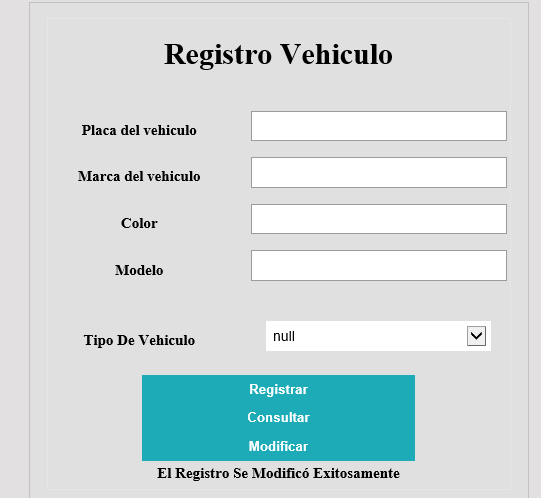 Registro Vehiculo
Placa del vehiculo
Marca del vehiculo
Color
Modelo
Tipo De Vehiculo null
Registrar
Consultar
Modificar
El Registro Se Modificó Exitosamente